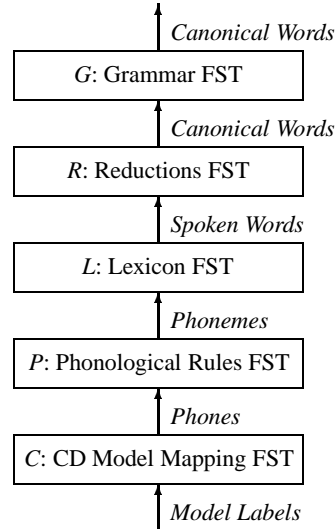 Canonical Words
G: Grammar FST
Canonical Words
R: Reductions FST
Spoken Words
L: Lexicon FST
Phonemes
P: Phonological Rules FST
Phones
C: CD Model Mapping FST
Model Labels